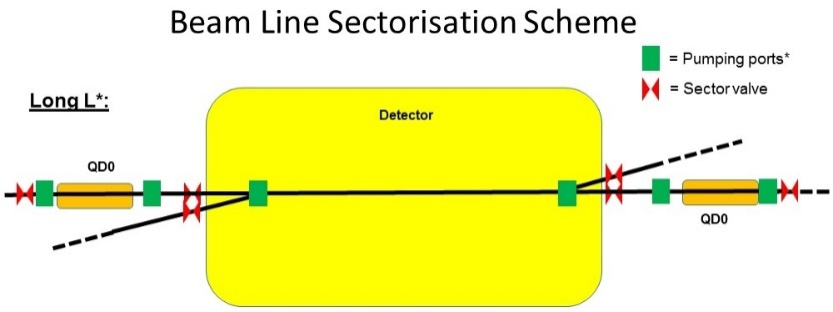 Beam Line Sectorisation Scheme
= Pumping ports*
= Sector valve
Long L*:
Detector
QD0
QD0